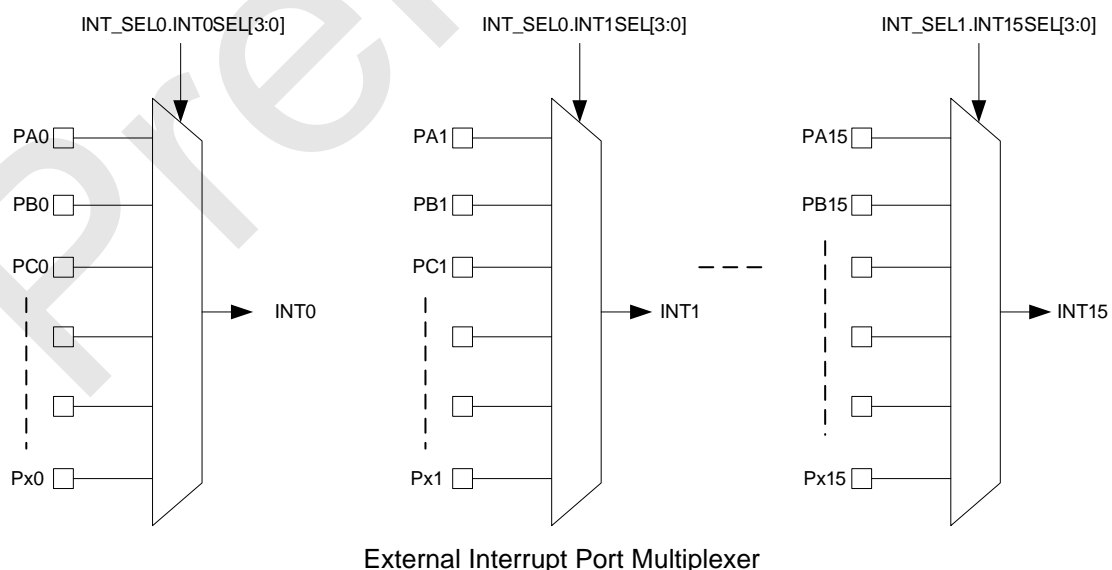 INT_SEL0.INT0SEL[3:0]
INT_SEL0.INT1SEL[3:0]
INT_SEL1.INT15SEL[3:0]
PA0
PB0
PC0
Px0
INT0
PA1
PB1
PC1
Px1
INT1
PA15
PB15
Px15
INT15
External Interrupt Port Multiplexer
Pre